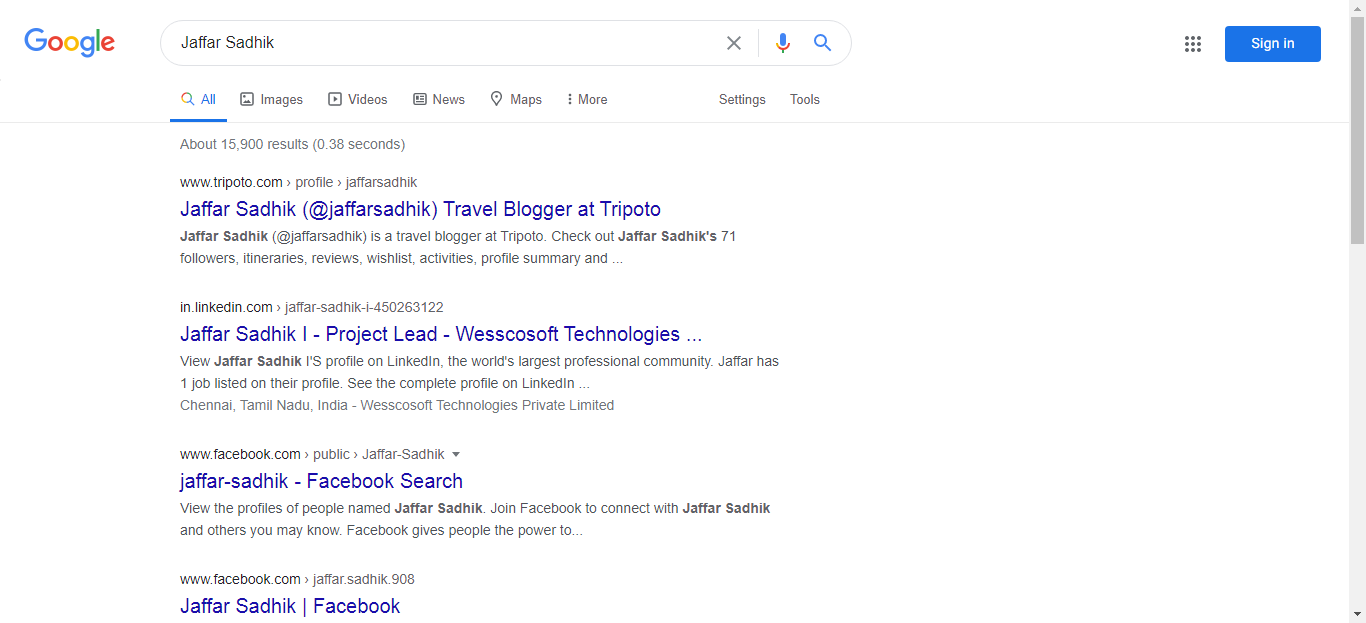 Google
Jaffar Sadhik
Sign in
All Images Videos News Maps More Settings Tools
About 15,900 results (0.38 seconds)
www.tripoto.com › profile › jaffarsadhik
Jaffar Sadhik (@jaffarsadhik) Travel Blogger at Tripoto
Jaffar Sadhik (@jaffarsadhik) is a travel blogger at Tripoto. Check out Jaffar Sadhik's 71
followers, itineraries, reviews, wishlist, activities, profile summary and ...
in.linkedin.com › jaffar-sadhik-i-450263122
Jaffar Sadhik I - Project Lead - Wesscosoft Technologies ...
View Jaffar Sadhik I'S profile on LinkedIn, the world's largest professional community. Jaffar has
1 job listed on their profile. See the complete profile on LinkedIn ...
Chennai, Tamil Nadu, India - Wesscosoft Technologies Private Limited
www.facebook.com › public › Jaffar-Sadhik
jaffar-sadhik - Facebook Search
View the profiles of people named Jaffar Sadhik. Join Facebook to connect with Jaffar Sadhik
and others you may know. Facebook gives people the power to...
www.facebook.com › jaffar.sadhik.908
Jaffar Sadhik | Facebook